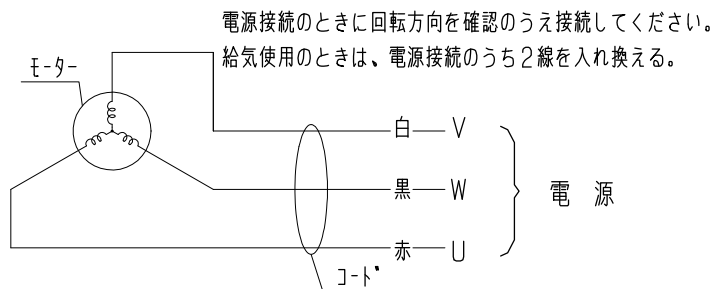 電源接続のときに回転方向を確認のうえ接続してください。
給気使用のときは、電源接続のうち2線を入れ換える。
モーター
白 V
黒 W
電源
赤 U
コード